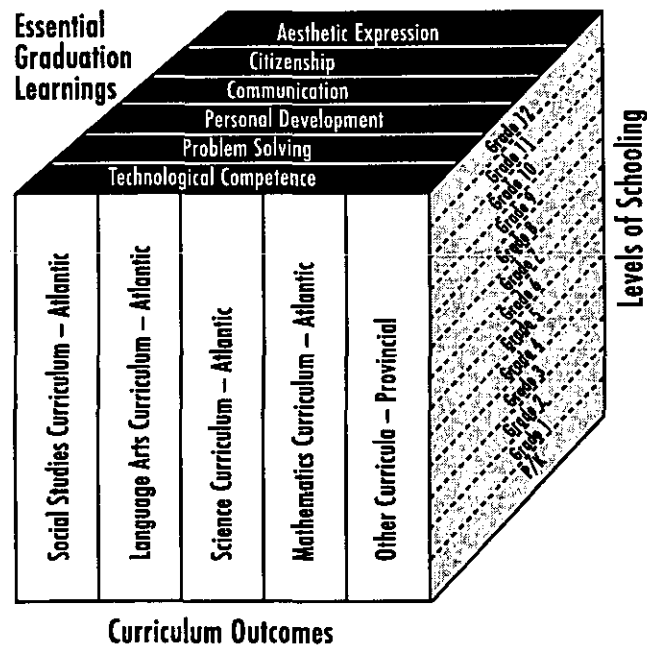 Essential
Graduation
Learnings
Aesthetic Expression
Citizenship
Communication
Personal Development
Problem Solving
Technological Competence
Grade 12
Grade 11
Grade 10
Grade 9
Grade 8
Grade 7
Grade 6
Grade 5
Grade 4
Grade 3
Grade 2
Grade 1
P/K
Levels of Schooling
Social Studies Curriculum – Atlantic
Language Arts Curriculum – Atlantic
Science Curriculum – Atlantic
Mathematics Curriculum – Atlantic
Other Curricula – Provincial
Curriculum Outcomes